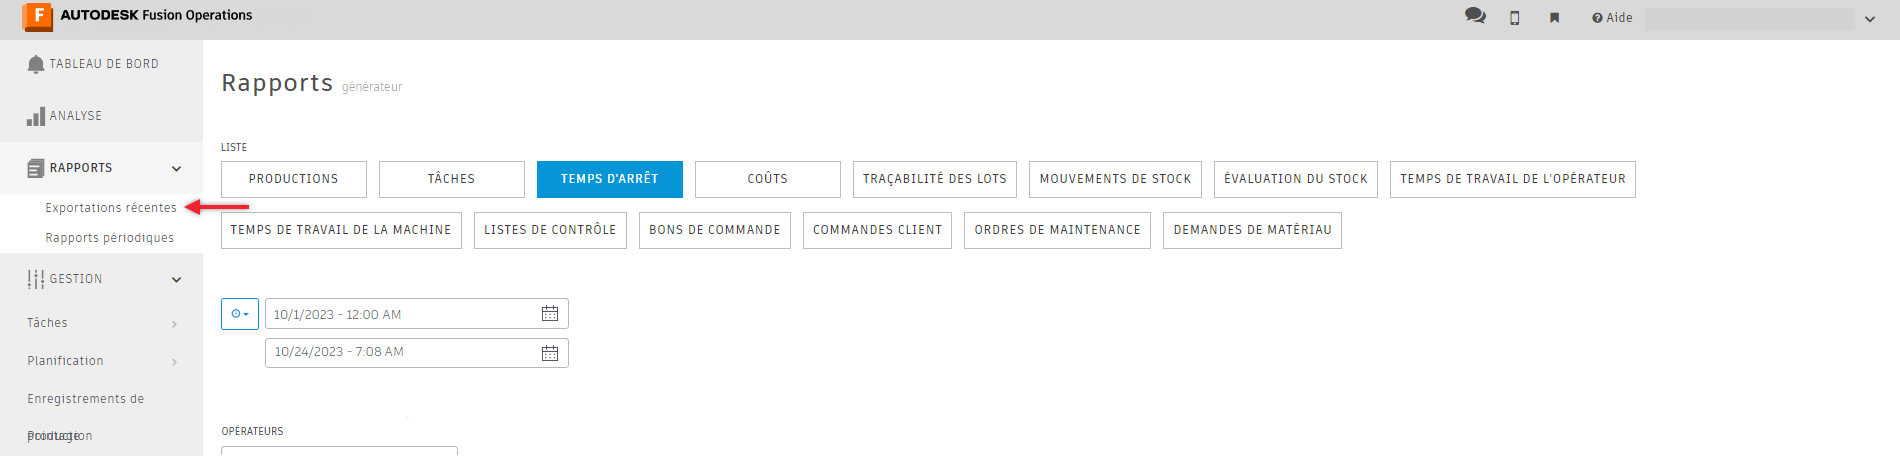 AUTODESK Fusion Operations
Aide
TABLEAU DE BORD
ANALYSE
RAPPORTS
Exportations récentes
Rapports périodiques
GESTION
Tâches
Planification
Enregistrements de
Production
pointage
Rapports générateur
LISTE
PRODUCTIONS TÂCHES TEMPS D'ARRÊT COÛTS TRAÇABILITÉ DES LOTS MOUVEMENTS DE STOCK ÉVALUATION DU STOCK TEMPS DE TRAVAIL DE L'OPÉRATEUR
TEMPS DE TRAVAIL DE LA MACHINE LISTES DE CONTRÔLE BONS DE COMMANDE COMMANDES CLIENT ORDRES DE MAINTENANCE DEMANDES DE MATÉRIAU
10/1/2023 - 12:00 AM
10/24/2023 - 7:08 AM
OPÉRATEURS